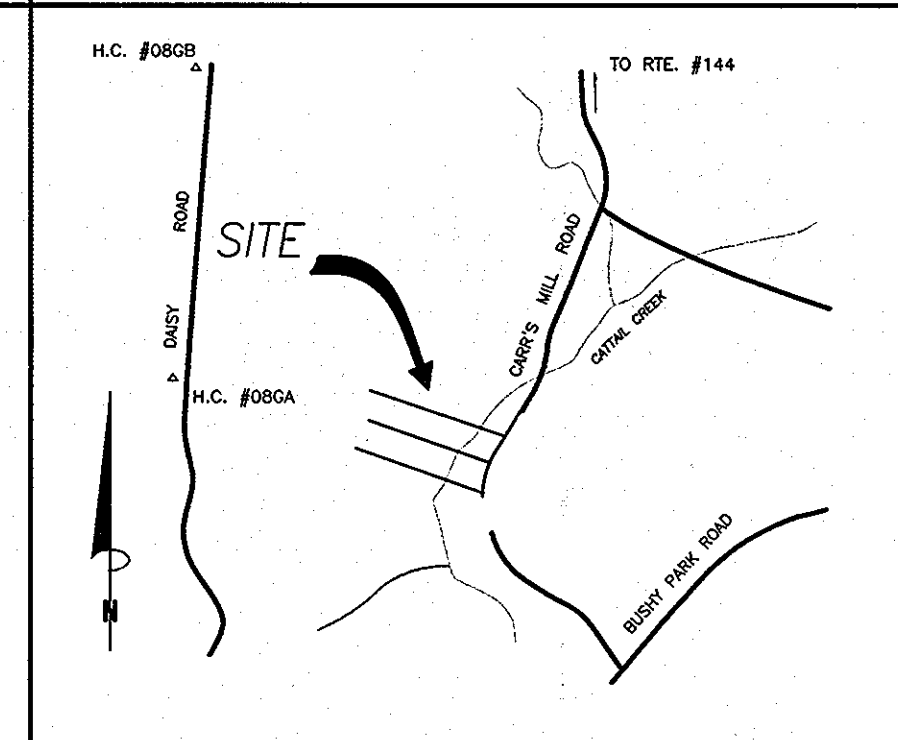 H.C. #08GB
TO RTE. #144
DAISY ROAD
SITE
CARR'S MILL ROAD
CATTAIL CREEK
H.C. #08GA
BUSHY PARK ROAD
N